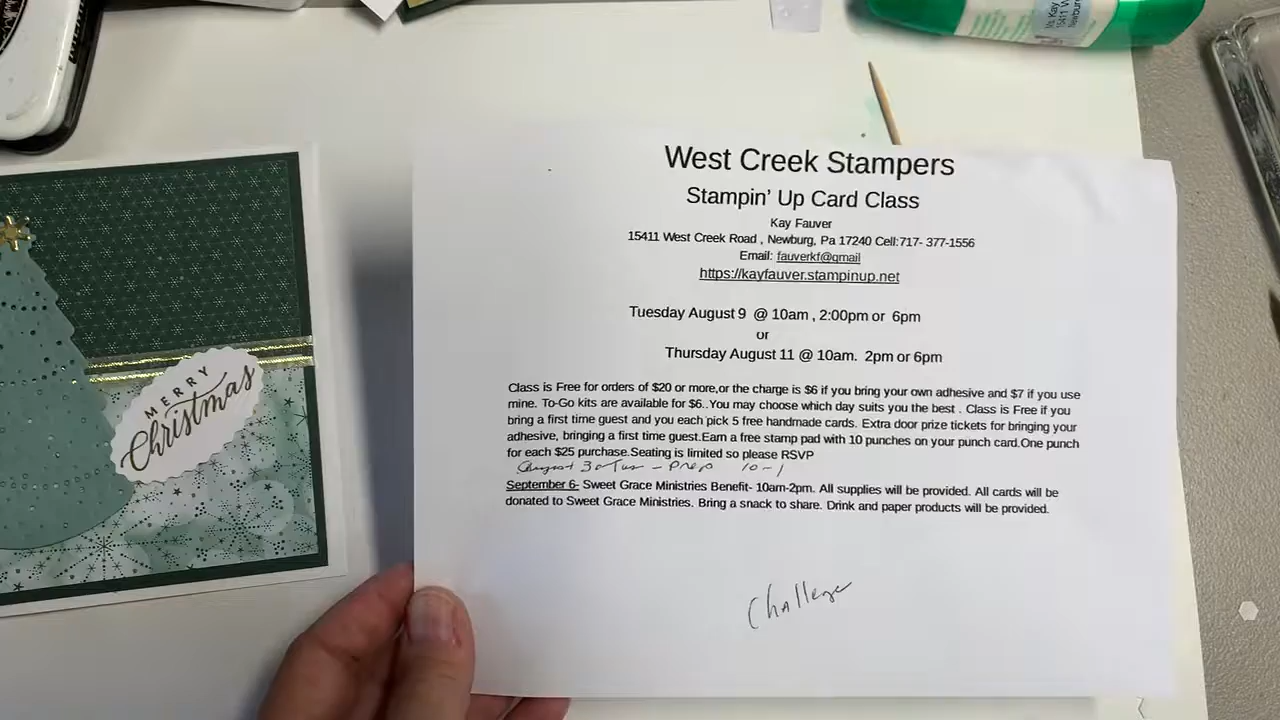 West Creek Stampers
Stampin' Up Card Class
Kay Fauver
15411 West Creek Road , Newburg, Pa 17240 Cell:717- 377-1556
Email: fauverkf@gmail
https://kayfauver.stampinup.net
Tuesday August 9 @ 10am , 2:00pm or 6pm
or
Thursday August 11 @ 10am. 2pm or 6pm
Class is Free for orders of $20 or more,or the charge is $6 if you bring your own adhesive and $7 if you use
mine. To-Go kits are available for $6..You may choose which day suits you the best . Class is Free if you
bring a first time guest and you each pick 5 free handmade cards. Extra door prize tickets for bringing your
adhesive, bringing a first time guest.Earn a free stamp pad with 10 punches on your punch card.One punch
for each $25 purchase.Seating is limited so please RSVP
August 30 Tues - Prep 10-1
September 6- Sweet Grace Ministries Benefit- 10am-2pm. All supplies will be provided. All cards will be
donated to Sweet Grace Ministries. Bring a snack to share. Drink and paper products will be provided.
Challenge
MERRY
Christmas